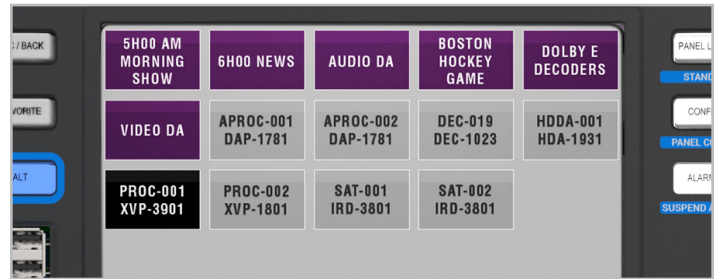 / BACK
5H00 AM
MORNING
SHOW
6H00 NEWS
AUDIO DA
BOSTON
HOCKEY
GAME
DOLBY E
DECODERS
PANEL L
STAND
VORITE
VIDEO DA
APROC-001
DAP-1781
APROC-002
DAP-1781
DEC-019
DEC-1023
HDDA-001
HDA-1931
CONF
PANEL CO
ALT
PROC-001
XVP-3901
PROC-002
XVP-1801
SAT-001
IRD-3801
SAT-002
IRD-3801
ALARM
SUSPEND A